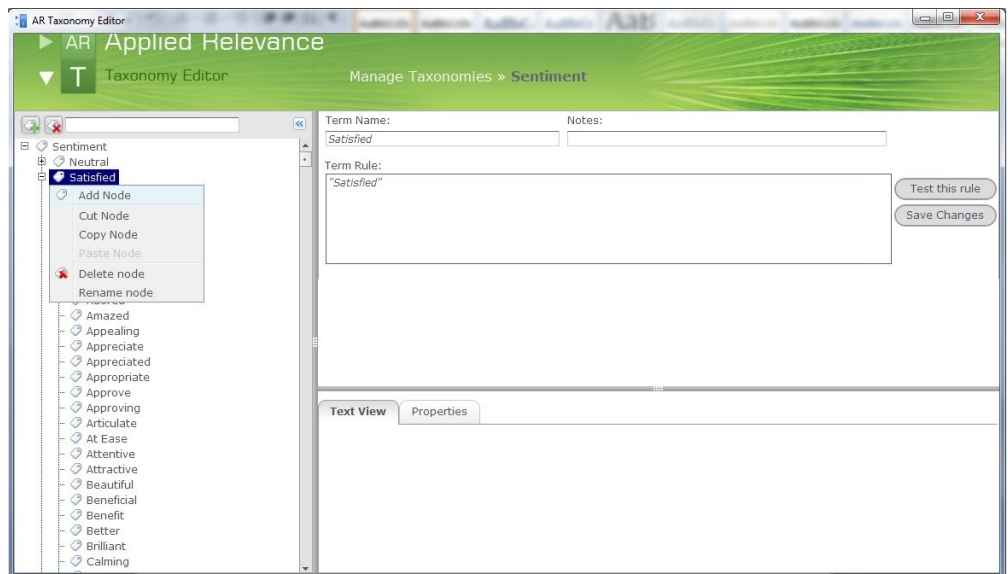 AR Taxonomy Editor
AR Applied Relevance
T Taxonomy Editor
Manage Taxonomies » Sentiment
Term Name:
Notes:
Satisfied
Term Rule:
"Satisfied"
Test this rule
Save Changes
Sentiment
Neutral
Satisfied
Add Node
Cut Node
Copy Node
Paste Node
Delete node
Rename node
Amazed
Appealing
Appreciate
Appreciated
Appropriate
Approve
Approving
Articulate
At Ease
Attentive
Attractive
Beautiful
Beneficial
Benefit
Better
Brilliant
Calming
Text View
Properties